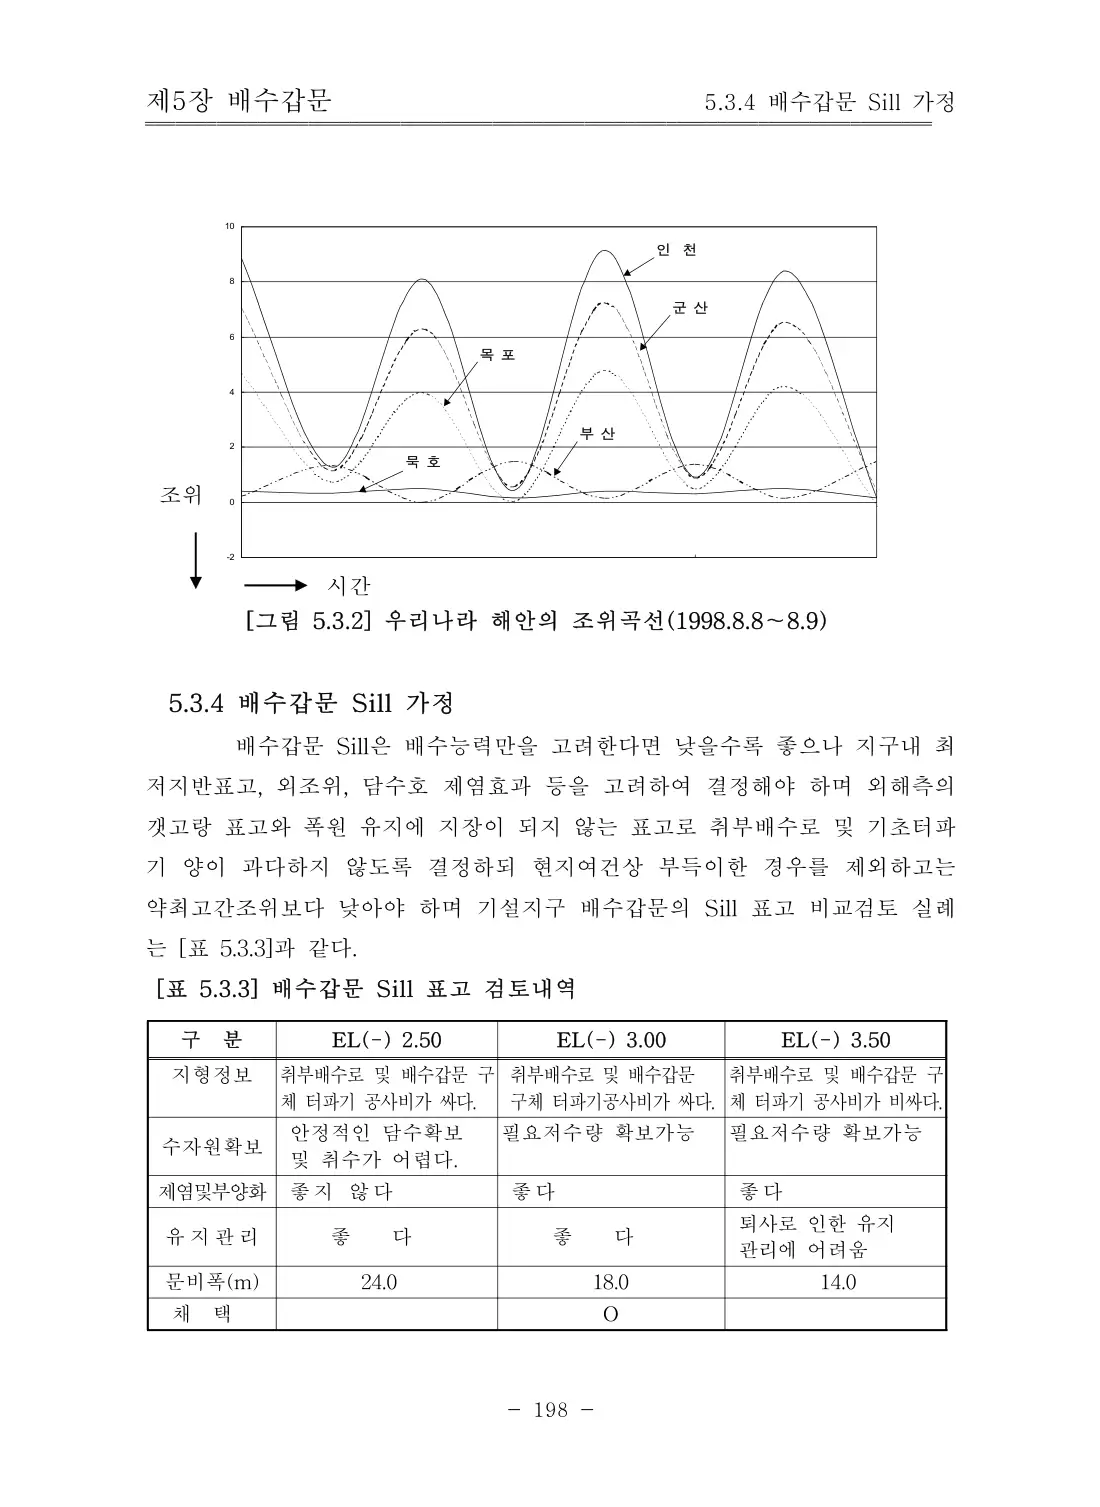 제5장 배수갑문
5.3.4 배수갑문 Sill 가정
10
8
6
4
2
0
-2
인 천
군 산
목 포
부 산
묵 호
조위
시간
[그림 5.3.2] 우리나라 해안의 조위곡선(1998.8.8～8.9)
5.3.4 배수갑문 Sill 가정
배수갑문 Sill은 배수능력만을 고려한다면 낮을수록 좋으나 지구내 최
저지반표고, 외조위, 담수호 제염효과 등을 고려하여 결정해야 하며 외해측의
갯고랑 표고와 폭원 유지에 지장이 되지 않는 표고로 취부배수로 및 기초터파
기 양이 과다하지 않도록 결정하되 현지여건상 부득이한 경우를 제외하고는
약최고간조위보다 낮아야 하며 기설지구 배수갑문의 Sill 표고 비교검토 실례
는 [표 5.3.3]과 같다.
[표 5.3.3] 배수갑문 Sill 표고 검토내역
구 분 EL(-) 2.50 EL(-) 3.00 EL(-) 3.50
지형정보 취부배수로 및 배수갑문 구 취부배수로 및 배수갑문 취부배수로 및 배수갑문 구
체 터파기 공사비가 싸다. 구체 터파기공사비가 싸다. 체 터파기 공사비가 비싸다.
수자원확보 안정적인 담수확보 필요저수량 확보가능 필요저수량 확보가능
및 취수가 어렵다.
제염및부양화 좋지 않다 좋다 좋다
유지관리 좋 다 좋 다 퇴사로 인한 유지
관리에 어려움
문비폭(m) 24.0 18.0 14.0
채 택 O
- 198 -